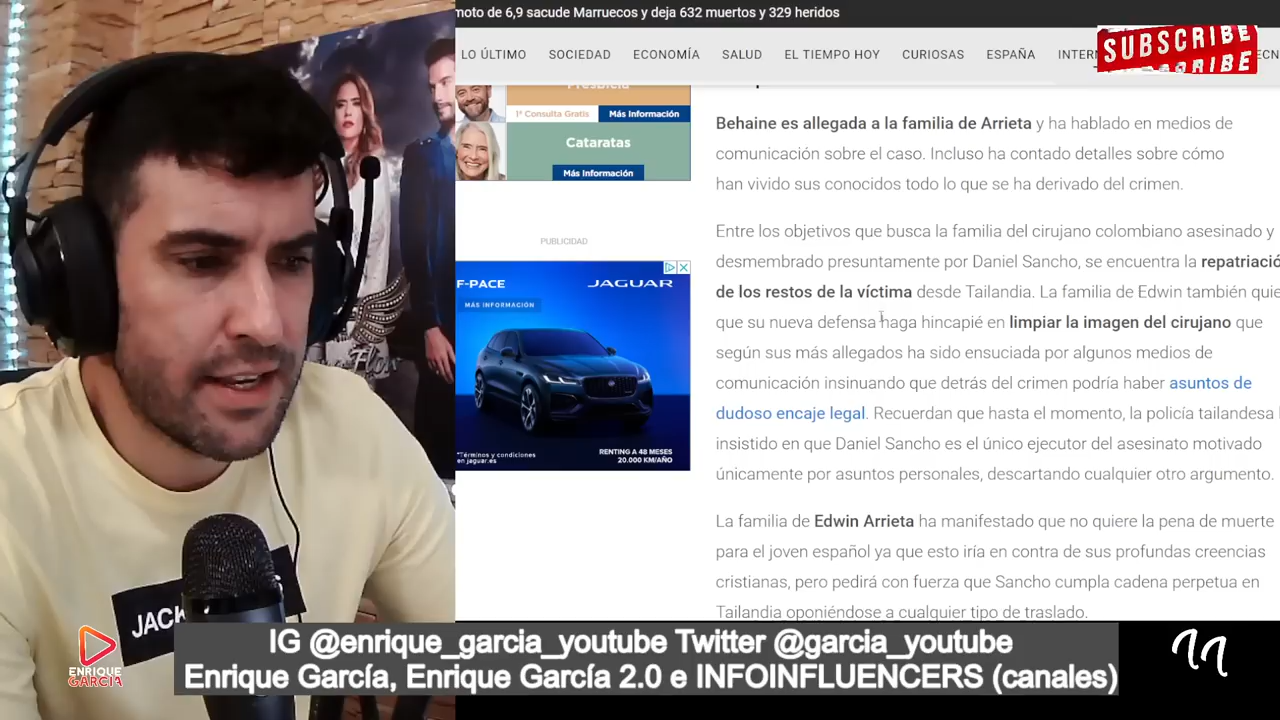 moto de 6,9 sacude Marruecos y deja 632 muertos y 329 heridos
LO ÚLTIMO SOCIEDAD ECONOMÍA SALUD EL TIEMPO HOY CURIOSAS ESPAÑA
SUBSCRIBE
Presbicia
1ª Consulta Gratis Más Información
Cataratas
Más Información
PUBLICIDAD
F-PACE JAGUAR
MÁS INFORMACIÓN
*Términos y condiciones
en jaguar.es
RENTING A 48 MESES
20.000 KM/AÑO
Behaine es allegada a la familia de Arrieta y ha hablado en medios de
comunicación sobre el caso. Incluso ha contado detalles sobre cómo
han vivido sus conocidos todo lo que se ha derivado del crimen.
Entre los objetivos que busca la familia del cirujano colombiano asesinado y
desmembrado presuntamente por Daniel Sancho, se encuentra la repatriació
de los restos de la víctima desde Tailandia. La familia de Edwin también quie
que su nueva defensa haga hincapié en limpiar la imagen del cirujano que
según sus más allegados ha sido ensuciada por algunos medios de
comunicación insinuando que detrás del crimen podría haber asuntos de
dudoso encaje legal. Recuerdan que hasta el momento, la policía tailandesa
insistido en que Daniel Sancho es el único ejecutor del asesinato motivado
únicamente por asuntos personales, descartando cualquier otro argumento.
La familia de Edwin Arrieta ha manifestado que no quiere la pena de muerte
para el joven español ya que esto iría en contra de sus profundas creencias
cristianas, pero pedirá con fuerza que Sancho cumpla cadena perpetua en
Tailandia oponiéndose a cualquier tipo de traslado.
JACK
IG @enrique_garcia_youtube Twitter @garcia_youtube
Enrique García, Enrique García 2.0 e INFOINFLUENCERS (canales)
ENRIQUE
GARCÍA